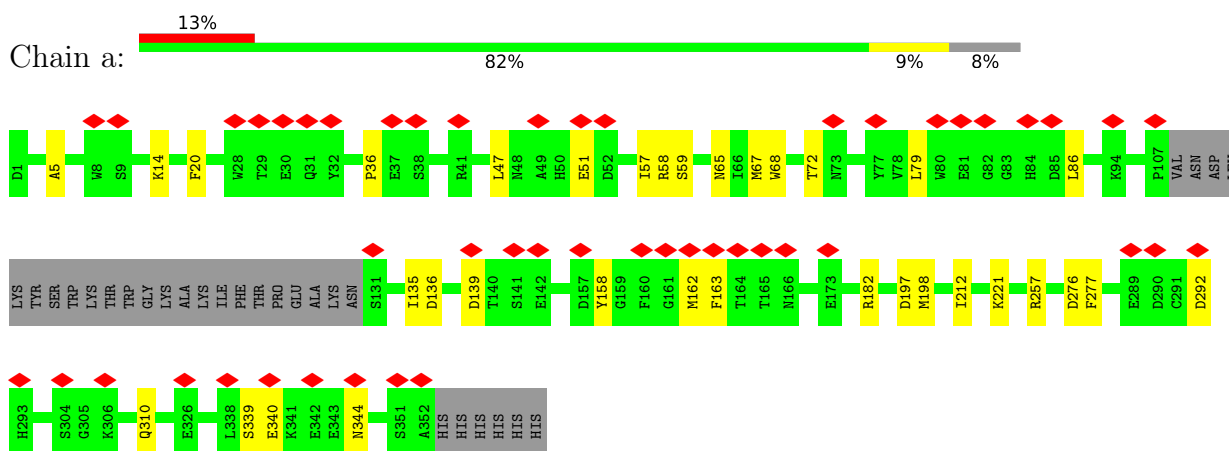 13%
Chain a:
82% 9% 8%
D1 A5 W8 S9 K14 F20 W28 T29 E30 Q31 Y32 P36 E37 S38 R41 L47 N48 A49 H50 E51 D52 I57 R58 S59 N65 I66 M67 W68 T72 N73 Y77 V78 L79 W80 E81 G82 G83 H84 D85 L86 K94 P107 VAL ASN ASP
LYS TYR SER TRP LYS THR TRP GLY LYS ALA LYS ILE PHE THR PRO GLU ALA LYS ASN S131 I135 D136 D139 T140 S141 E142 D157 Y158 G159 F160 G161 M162 F163 T164 T165 N166 E173 R182 D197 M198 I212 K221 R257 D276 F277 E289 D290 C291 D292
H293 S304 G305 K306 Q310 E326 L338 S339 E340 K341 E342 E343 N344 S351 A352 HIS HIS HIS HIS HIS HIS